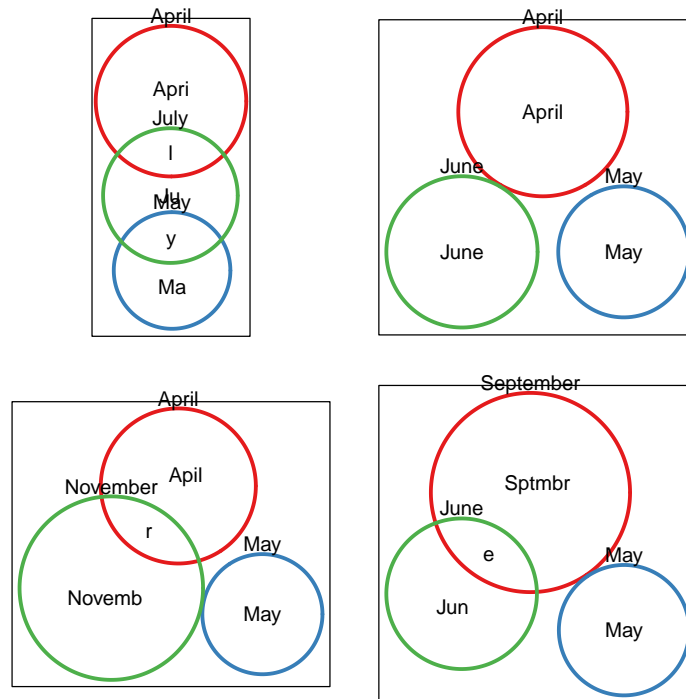 April
Apri
July
l
Ju
May
y
Ma
April
April
June
May
June
May
April
Apil
November
r
May
Novemb
May
September
Sptmbr
June
e
May
Jun
May